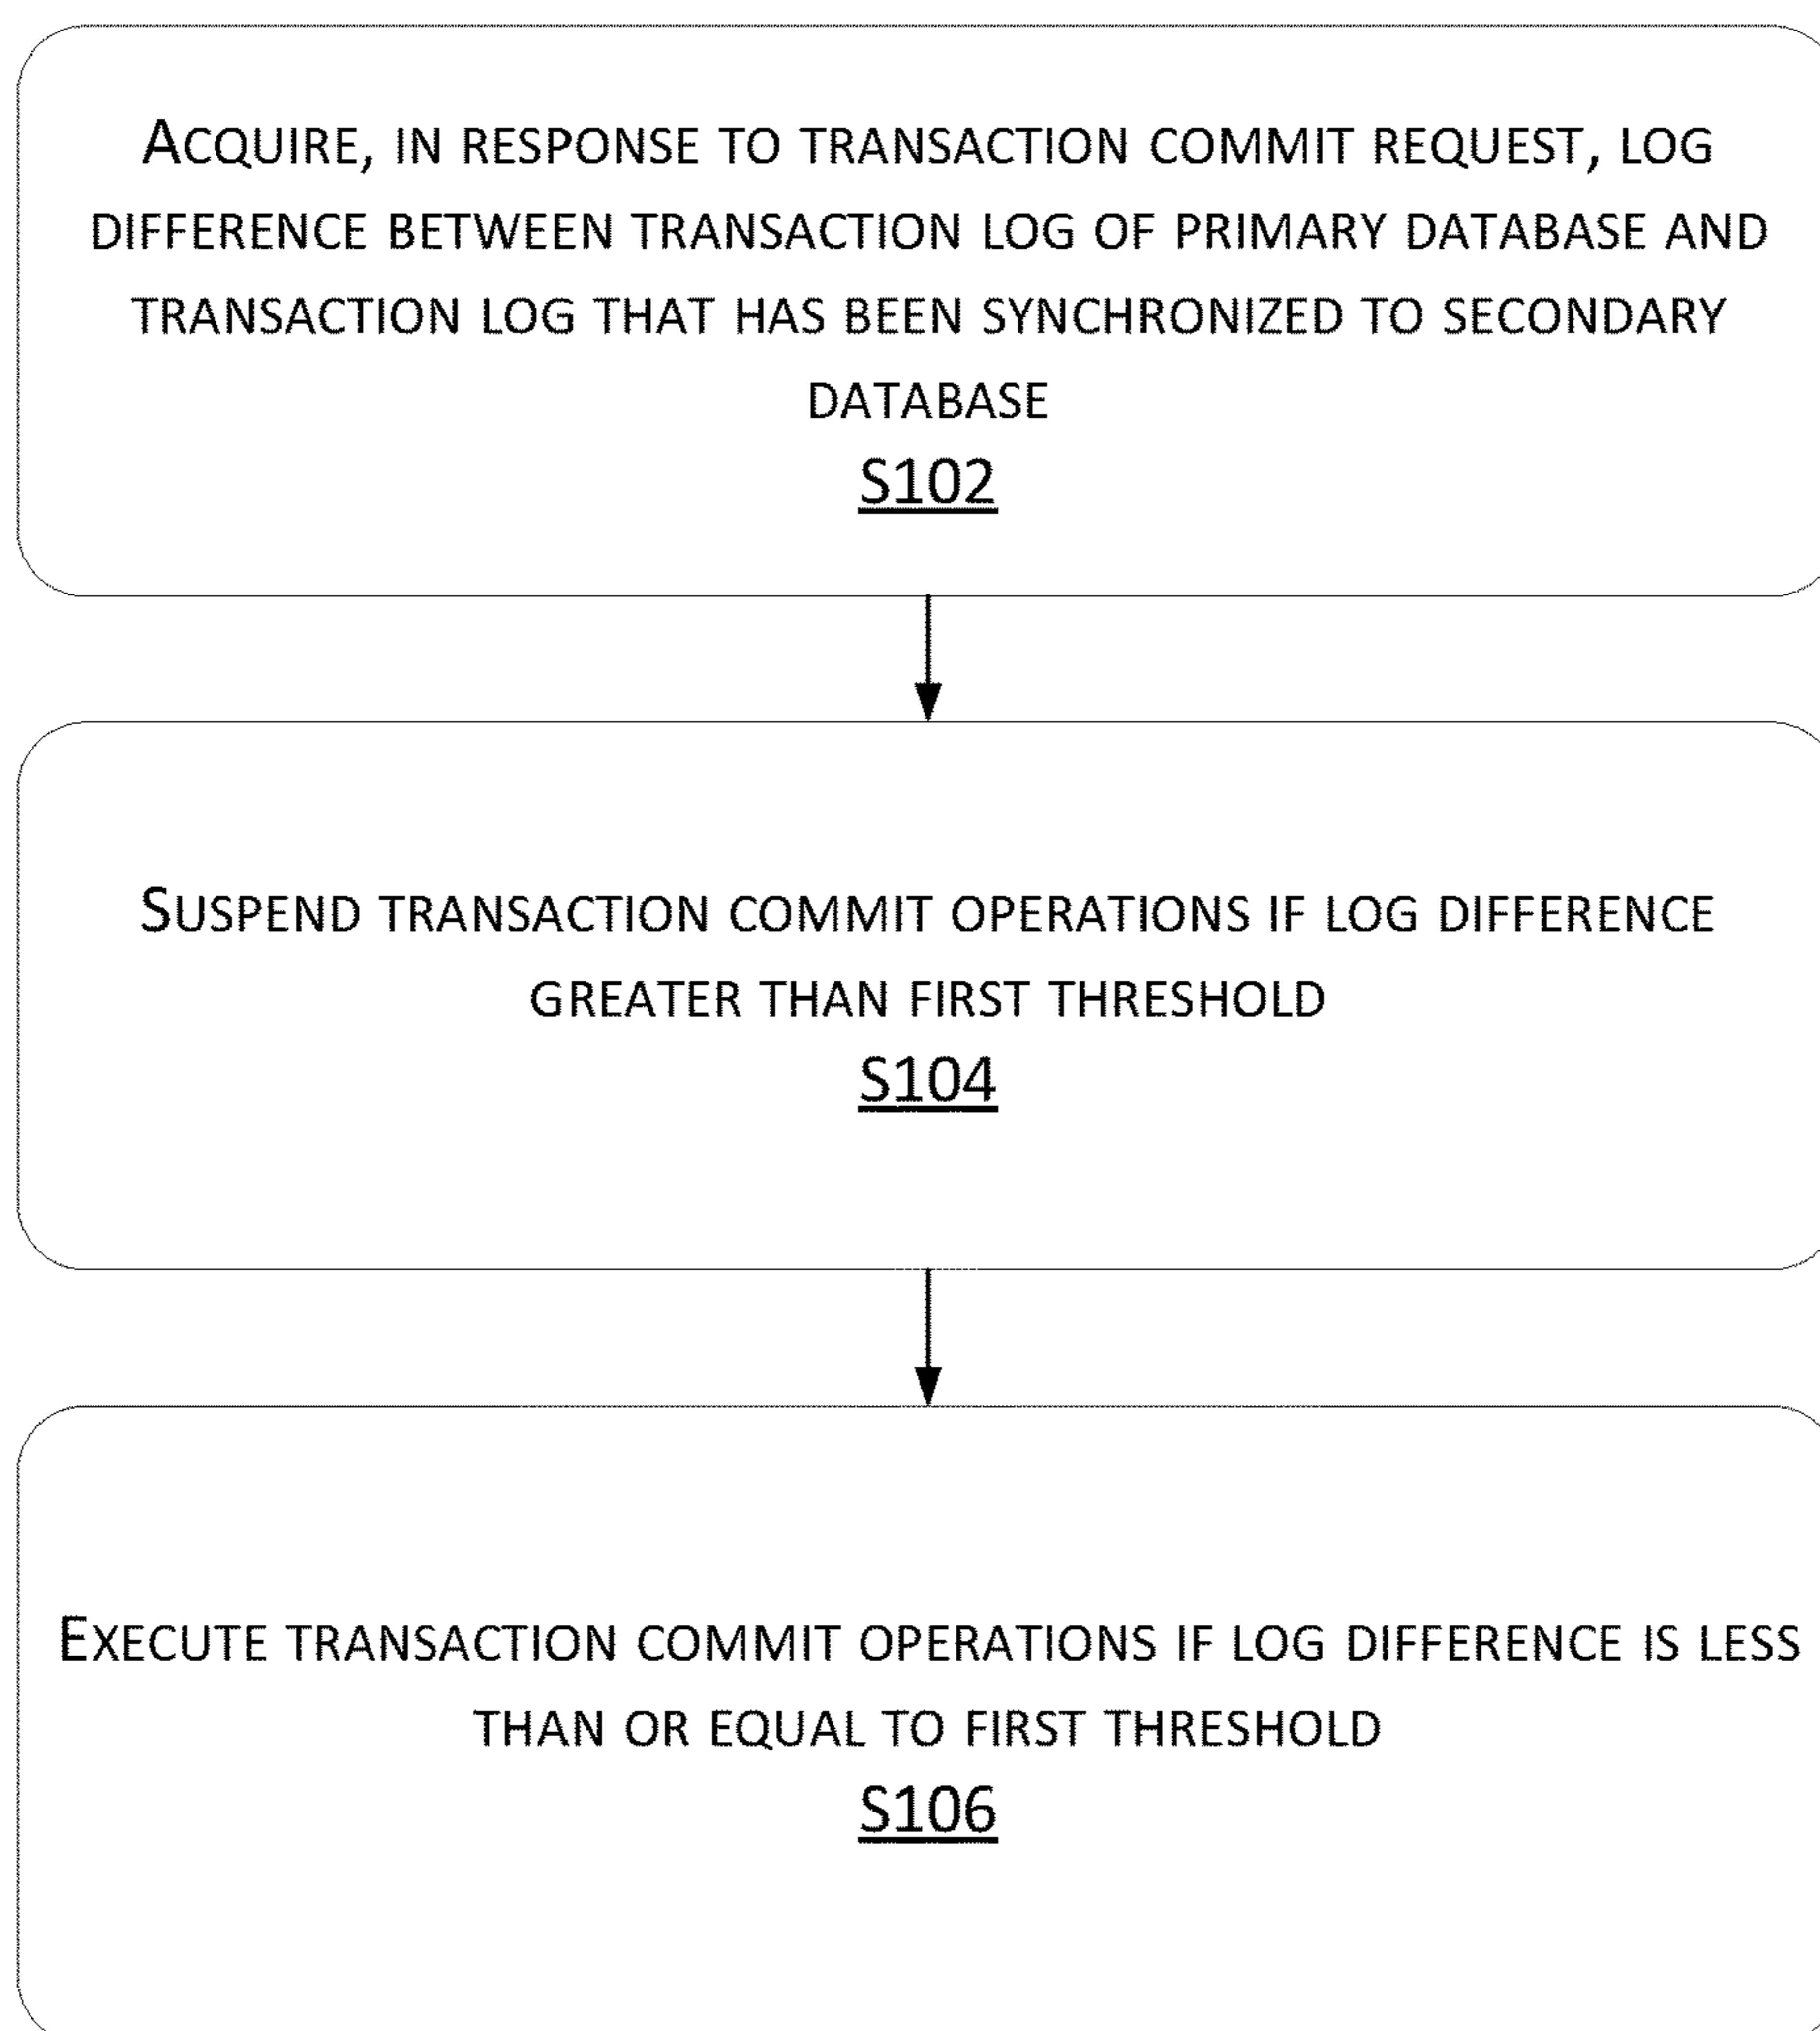 ACQUIRE, IN RESPONSE TO TRANSACTION COMMIT REQUEST, LOG
DIFFERENCE BETWEEN TRANSACTION LOG OF PRIMARY DATABASE AND
TRANSACTION LOG THAT HAS BEEN SYNCHRONIZED TO SECONDARY
DATABASE
S102
SUSPEND TRANSACTION COMMIT OPERATIONS IF LOG DIFFERENCE
GREATER THAN FIRST THRESHOLD
S104
EXECUTE TRANSACTION COMMIT OPERATIONS IF LOG DIFFERENCE IS LESS
THAN OR EQUAL TO FIRST THRESHOLD
S106